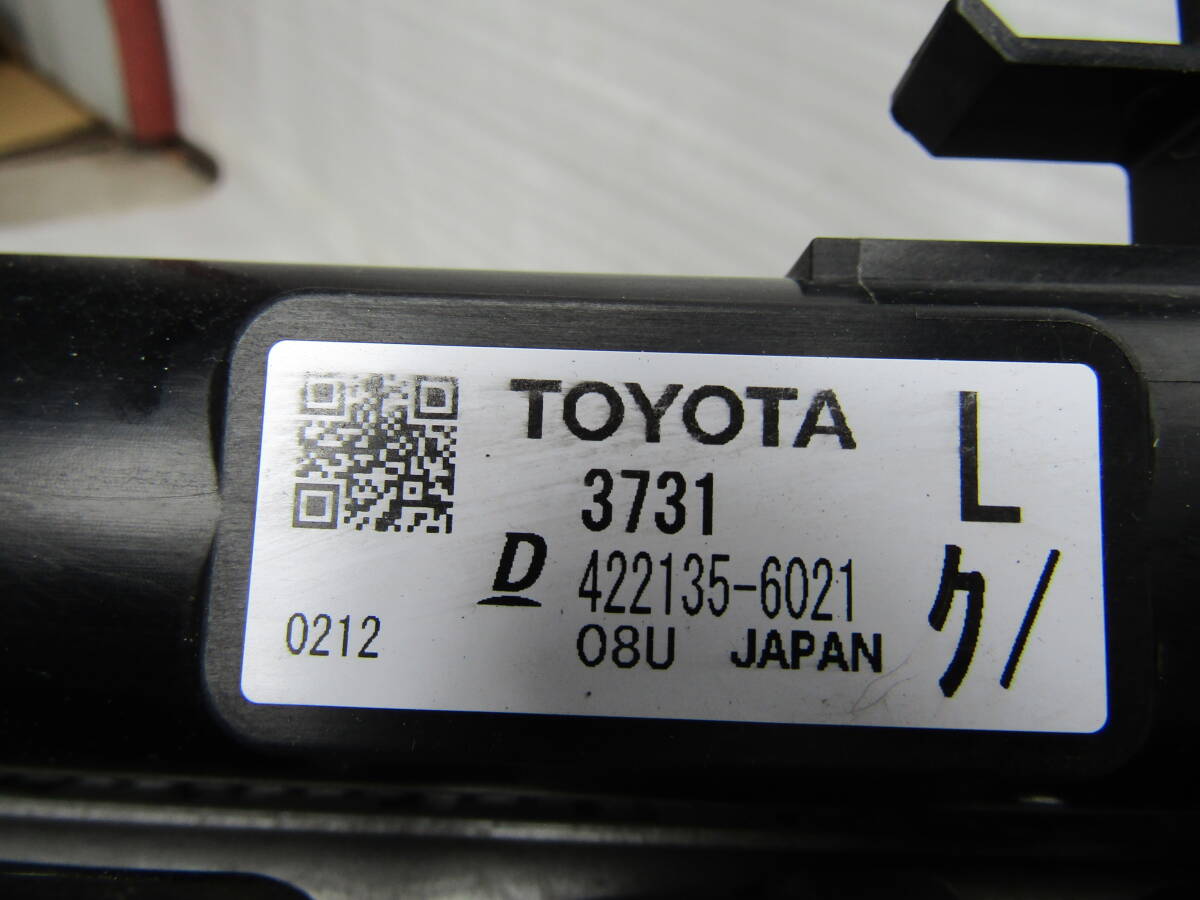 TOYOTA
L
3731
D 422135-6021
ク/
0212
08U JAPAN